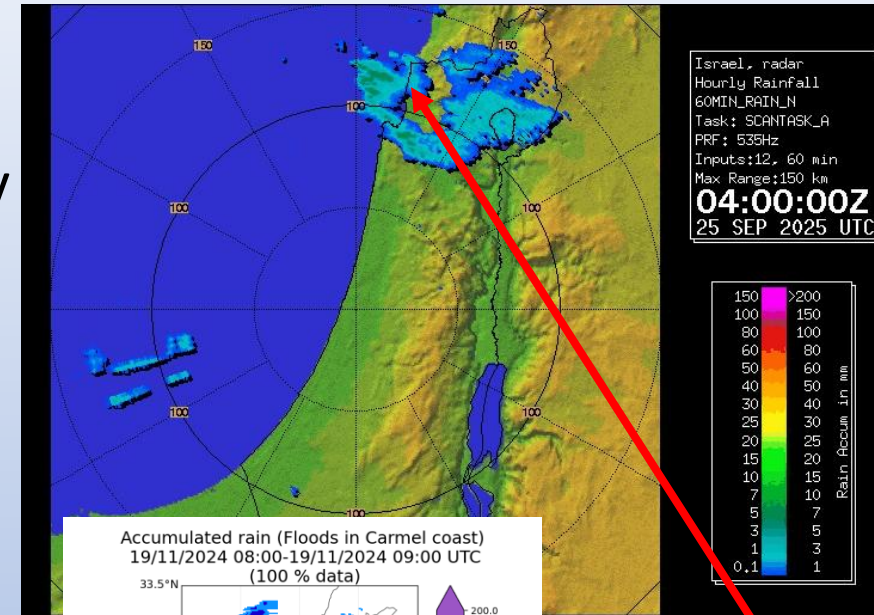 150
150
100
100
100
100
100
100
100
Israel, radar
Hourly Rainfall
60MIN_RAIN_N
Task: SCANTASK_A
PRF: 535Hz
Inputs:12, 60 min
Max Range:150 km
04:00:00Z
25 SEP 2025 UTC
150 >200
100 150
80 100
60 80
50 60
40 50
30 40
25 30
20 25
15 20
10 15
7 10
5 7
3 5
1 3
0.1 1
Rain Accum in mm
y
Accumulated rain (Floods in Carmel coast)
19/11/2024 08:00-19/11/2024 09:00 UTC
(100 % data)
33.5°N
200.0